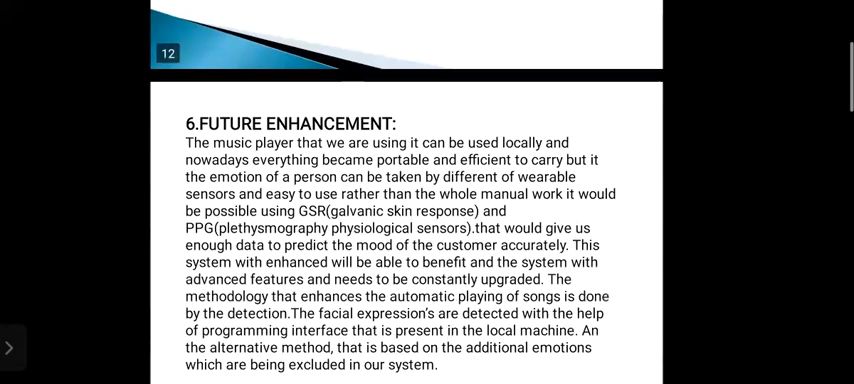 12
6.FUTURE ENHANCEMENT:
The music player that we are using it can be used locally and
nowadays everything became portable and efficient to carry but it
the emotion of a person can be taken by different of wearable
sensors and easy to use rather than the whole manual work it would
be possible using GSR(galvanic skin response) and
PPG(plethysmography physiological sensors).that would give us
enough data to predict the mood of the customer accurately. This
system with enhanced will be able to benefit and the system with
advanced features and needs to be constantly upgraded. The
methodology that enhances the automatic playing of songs is done
by the detection.The facial expression's are detected with the help
of programming interface that is present in the local machine. An
the alternative method, that is based on the additional emotions
which are being excluded in our system.